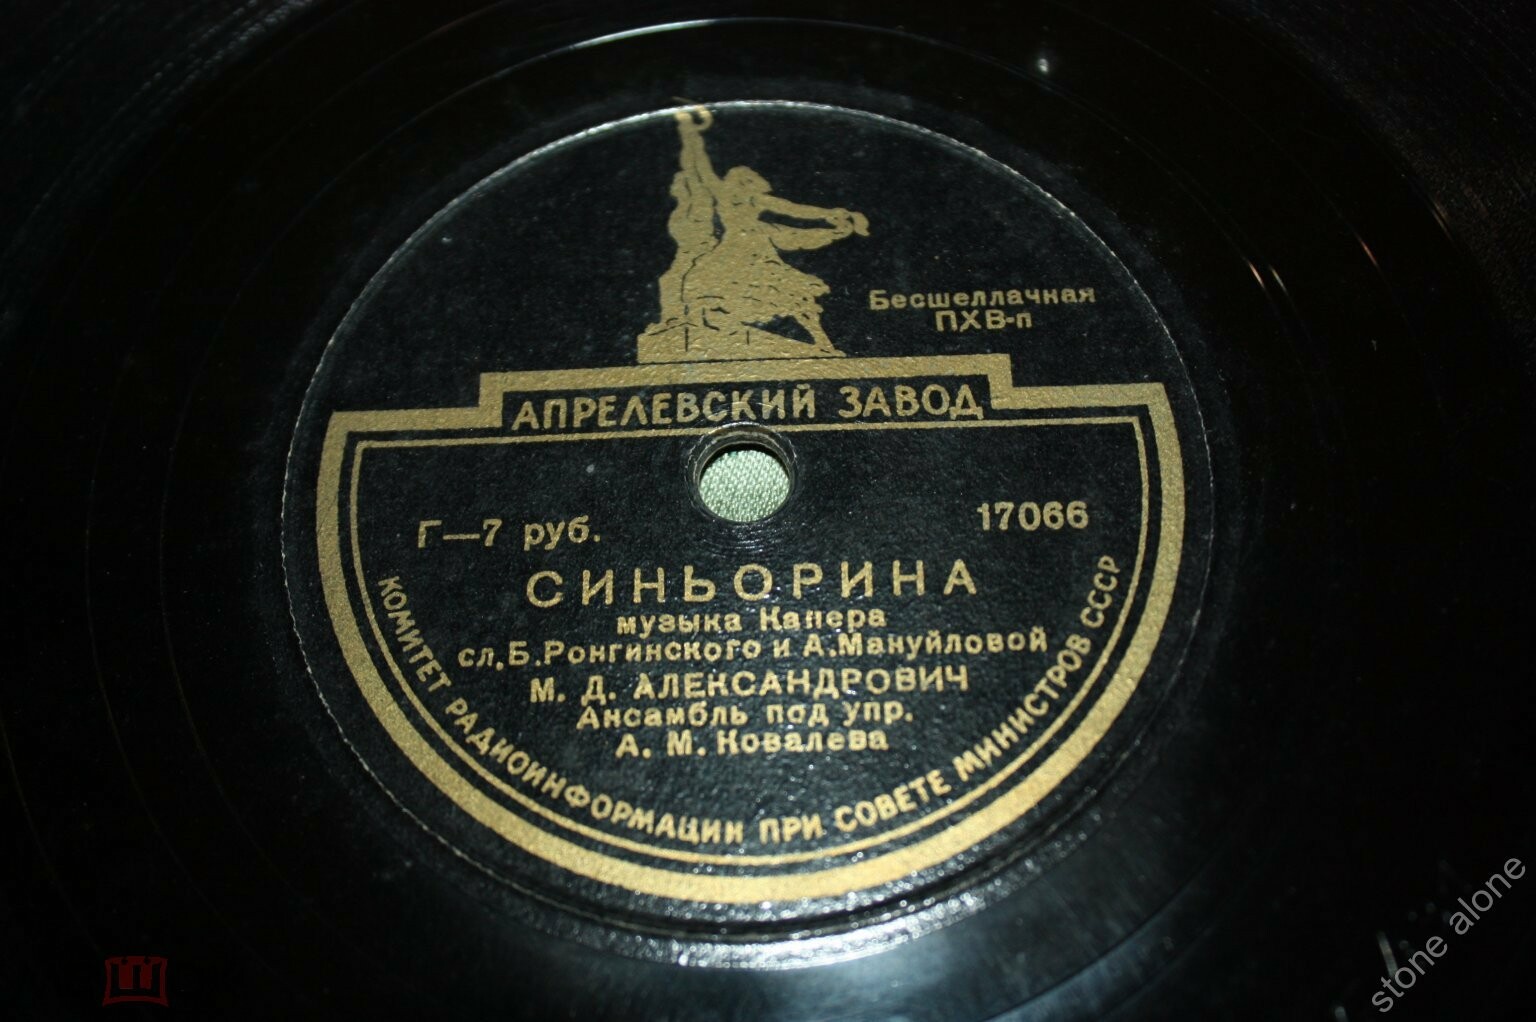 Бесшеллачная
ПХВ-п
АПРЕЛЕВСКИЙ ЗАВОД
Г—7 руб.
17066
СИНЬОРИНА
музыка Капера
сл. Б. Ронгинского и А. Мануйловой
М. Д. АЛЕКСАНДРОВИЧ
Ансамбль под упр.
А. М. Ковалева
КОМИТЕТ РАДИОИНФОРМАЦИИ ПРИ СОВЕТЕ МИНИСТРОВ СССР
stone alone